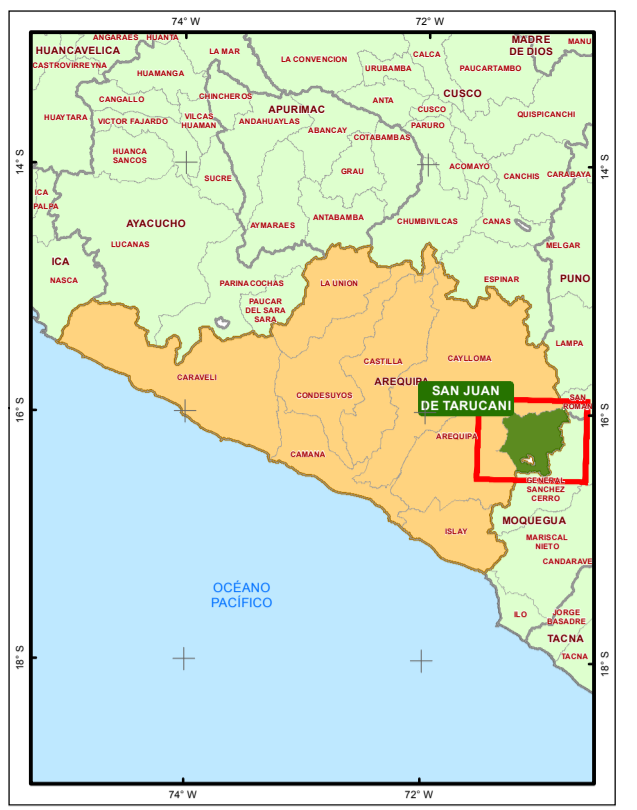 74° W
72° W
ANGARAES
HUANTA
HUANCAVELICA
LA MAR
LA CONVENCION
CALCA
MADRE
DE DIOS
MANU
CASTROVIRREYNA
HUAMANGA
URUBAMBA
PAUCARTAMBO
CANGALLO
CHINCHEROS
APURIMAC
ANTA
CUSCO
CUSCO
HUAYTARA
VICTOR FAJARDO
VILCAS
HUAMAN
ANDAHUAYLAS
ABANCAY
COTABAMBAS
PARURO
QUISPICANCHI
14° S
HUANCA
SANCOS
SUCRE
GRAU
ACOMAYO
CANCHIS
CARABAYA
14° S
ICA
PALPA
AYACUCHO
LUCANAS
AYMARAES
ANTABAMBA
CHUMBIVILCAS
CANAS
MELGAR
ICA
NASCA
PARINACOCHAS
LA UNION
ESPINAR
PUNO
PAUCAR
DEL SARA
SARA
LAMPA
CARAVELI
CASTILLA
CAYLLOMA
AREQUIPA
CONDESUYOS
SAN JUAN
DE TARUCANI
SAN
ROMAN
16° S
16° S
CAMANA
AREQUIPA
GENERAL
SANCHEZ
CERRO
MOQUEGUA
ISLAY
MARISCAL
NIETO
CANDARAVE
OCÉANO
PACÍFICO
ILO
JORGE
BASADRE
TACNA
TACNA
18° S
18° S
74° W
72° W